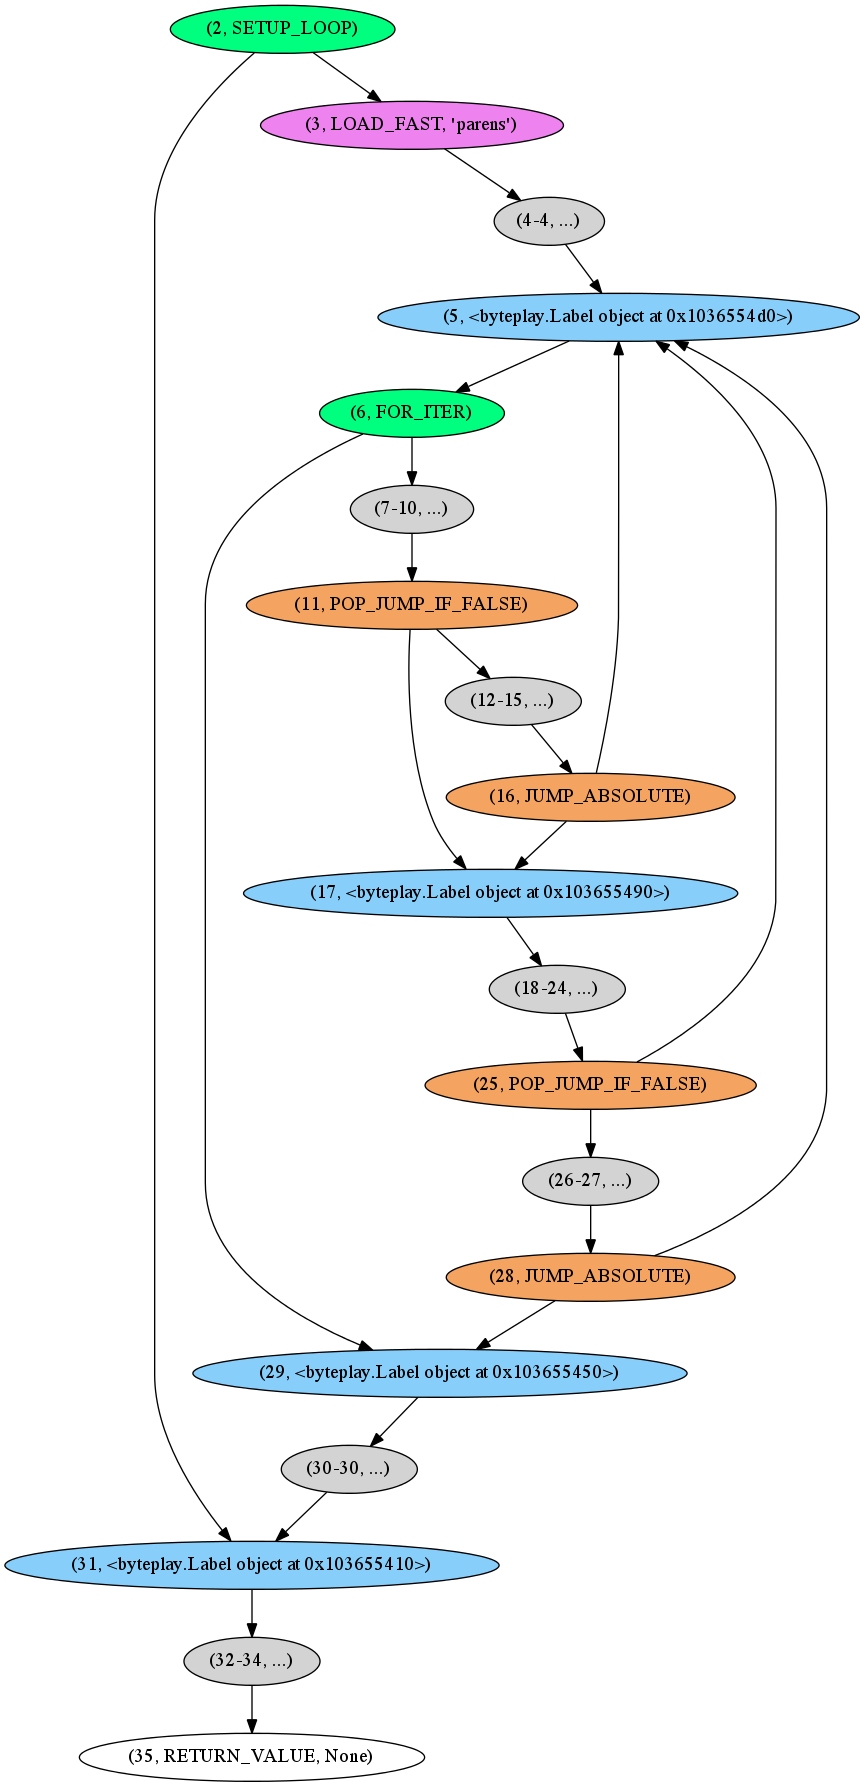 (2, SETUP_LOOP)
(3, LOAD_FAST, 'parens')
(4-4, ...)
(5, <byteplay.Label object at 0x1036554d0>)
(6, FOR_ITER)
(7-10, ...)
(11, POP_JUMP_IF_FALSE)
(12-15, ...)
(16, JUMP_ABSOLUTE)
(17, <byteplay.Label object at 0x103655490>)
(18-24, ...)
(25, POP_JUMP_IF_FALSE)
(26-27, ...)
(28, JUMP_ABSOLUTE)
(29, <byteplay.Label object at 0x103655450>)
(30-30, ...)
(31, <byteplay.Label object at 0x103655410>)
(32-34, ...)
(35, RETURN_VALUE, None)